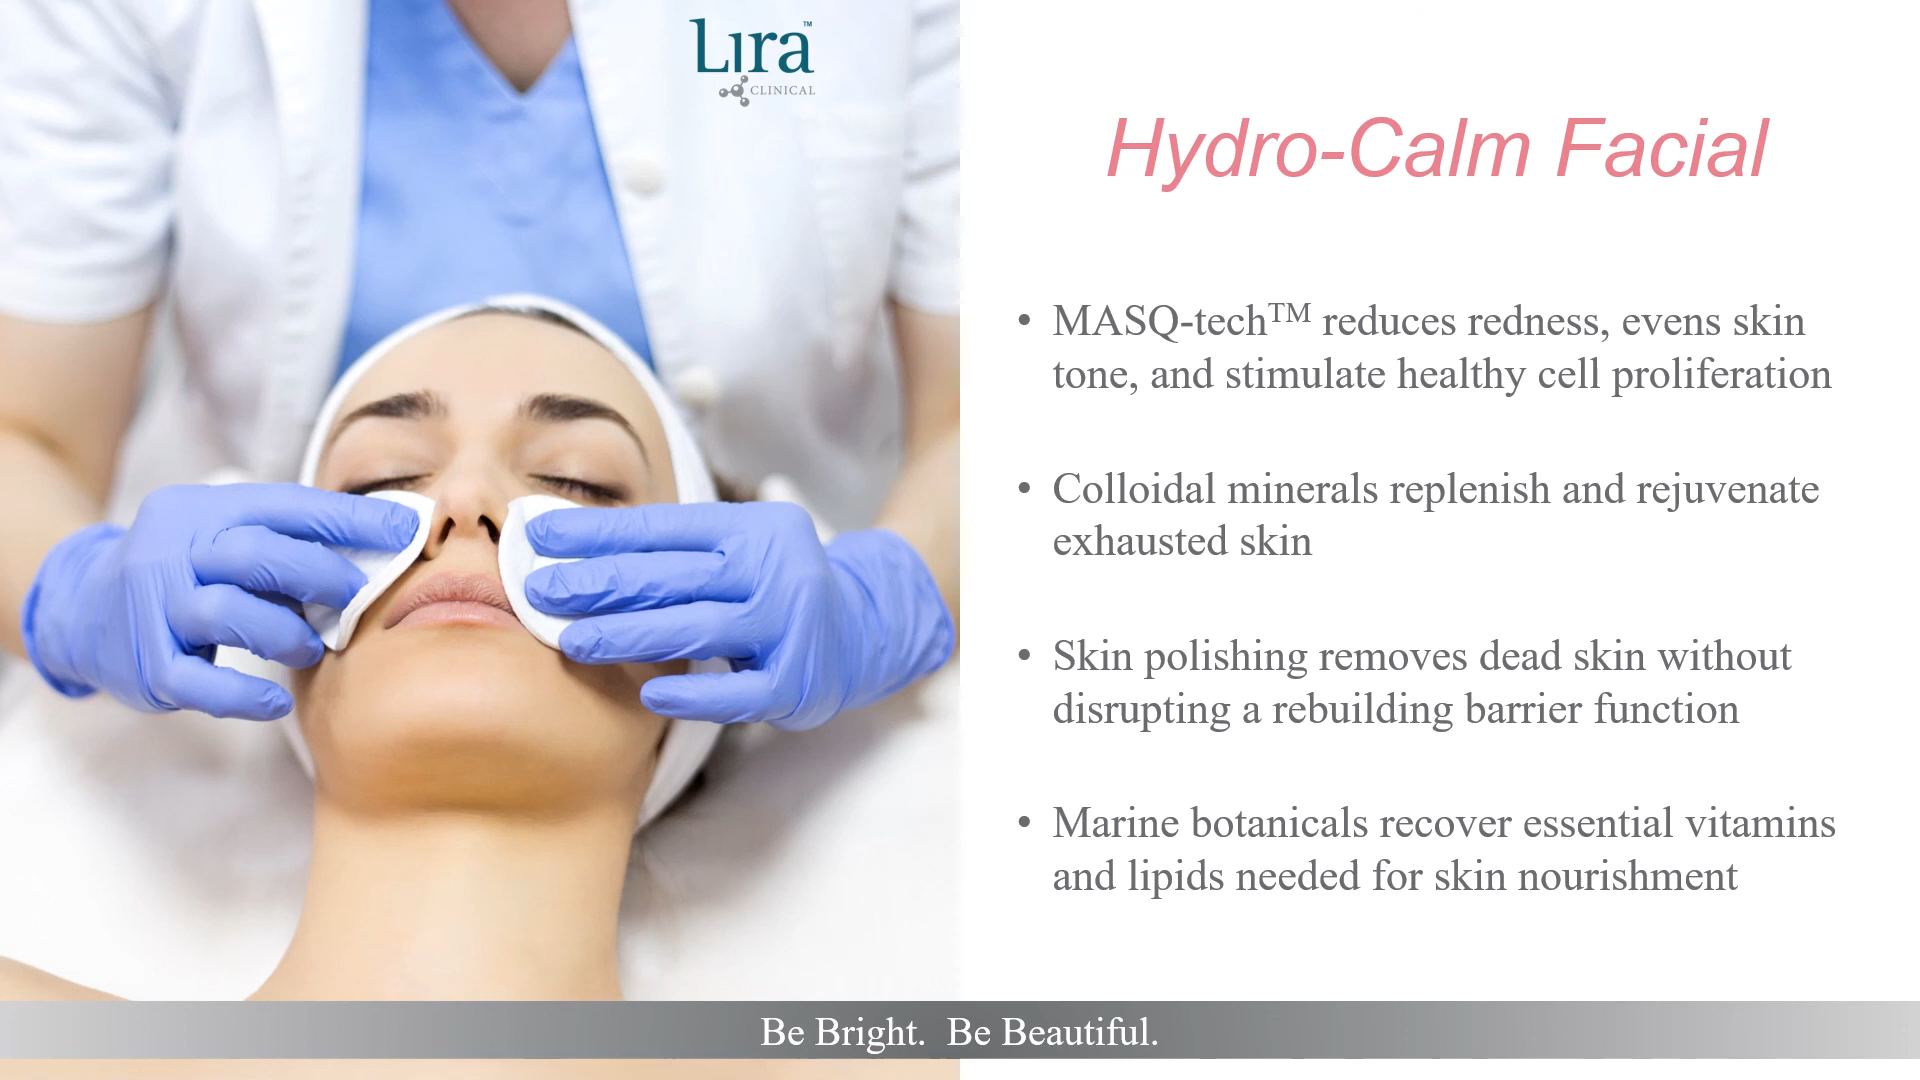 Lira™
CLINICAL
Hydro-Calm Facial
• MASQ-tech™ reduces redness, evens skin
tone, and stimulate healthy cell proliferation
• Colloidal minerals replenish and rejuvenate
exhausted skin
• Skin polishing removes dead skin without
disrupting a rebuilding barrier function
• Marine botanicals recover essential vitamins
and lipids needed for skin nourishment
Be Bright.  Be Beautiful.